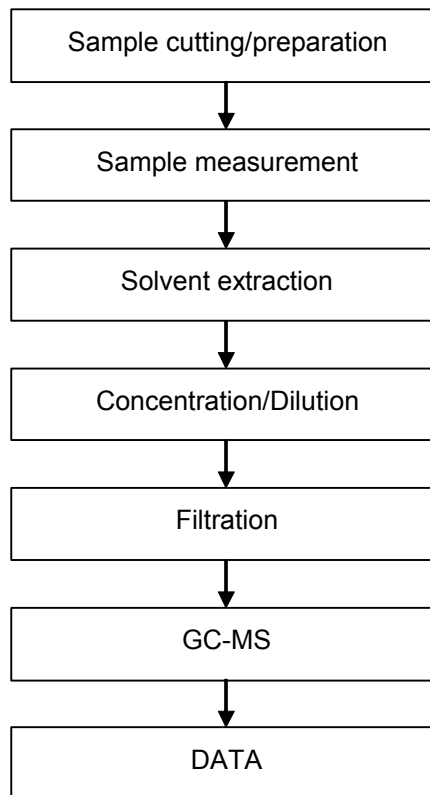 Sample cutting/preparation
Sample measurement
Solvent extraction
Concentration/Dilution
Filtration
GC-MS
DATA